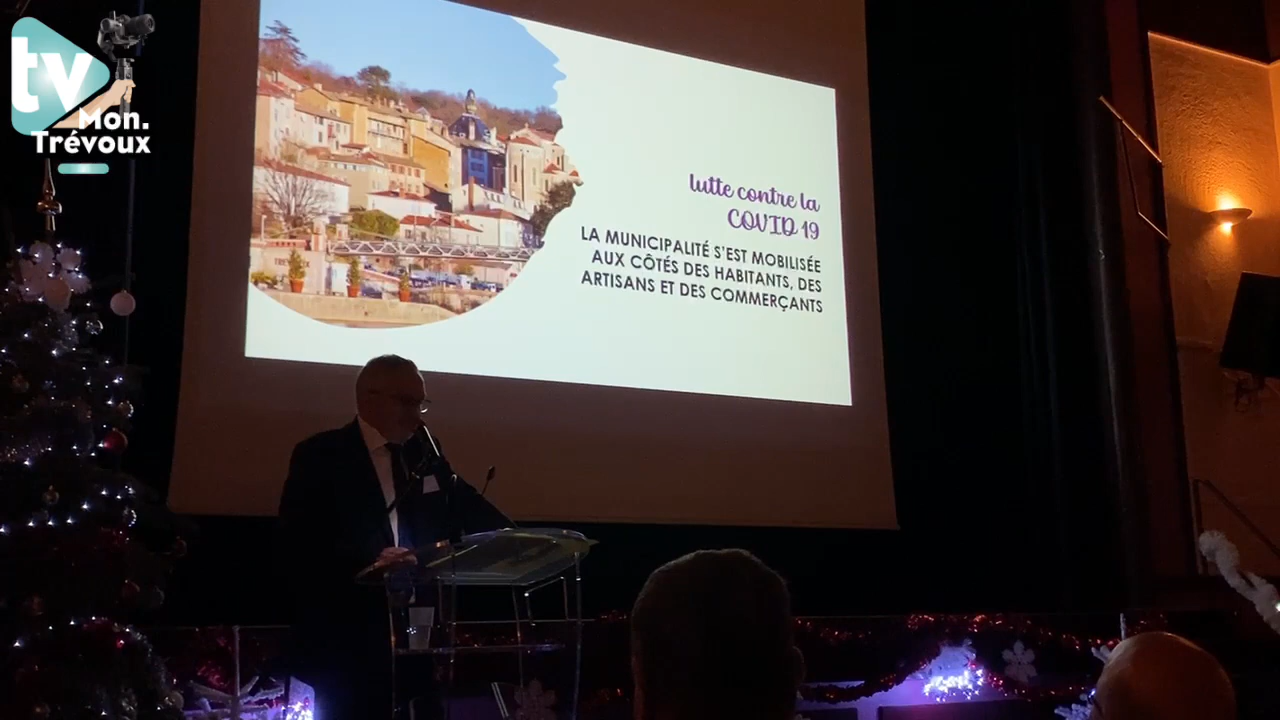 tv
Mon.
Trévoux
lutte contre la
COVID 19
LA MUNICIPALITÉ S'EST MOBILISÉE
AUX CÔTÉS DES HABITANTS, DES
ARTISANS ET DES COMMERÇANTS